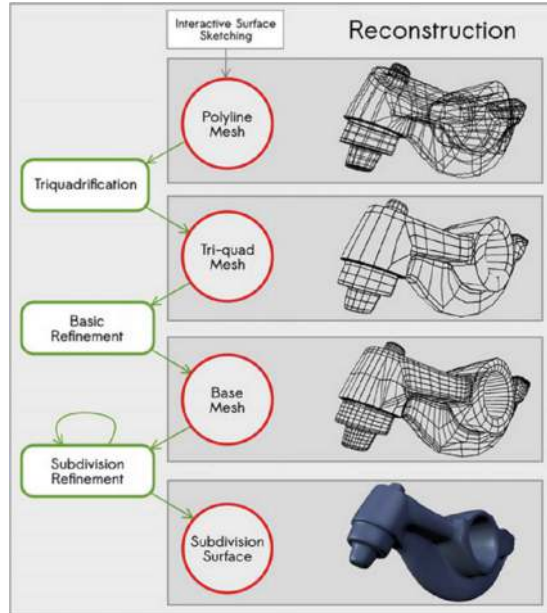 Interactive Surface
Sketching
Reconstruction
Polyline
Mesh
Triquadrification
Tri-quad
Mesh
Basic
Refinement
Base
Mesh
Subdivision
Refinement
Subdivision
Surface